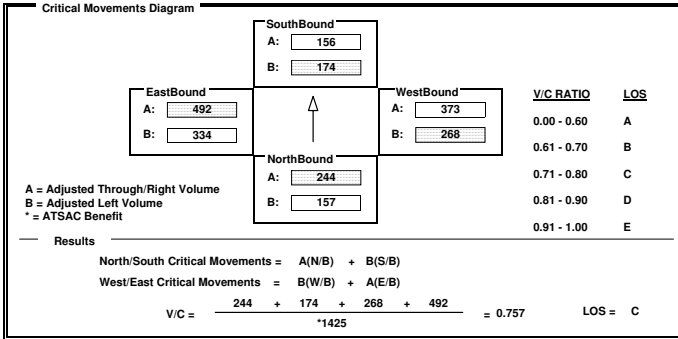 Critical Movements Diagram
SouthBound
A: 156
B: 174
EastBound
A: 492
B: 334
WestBound
A: 373
B: 268
NorthBound
A: 244
B: 157
V/C RATIO LOS
0.00 - 0.60 A
0.61 - 0.70 B
0.71 - 0.80 C
0.81 - 0.90 D
0.91 - 1.00 E
A = Adjusted Through/Right Volume
B = Adjusted Left Volume
* = ATSAC Benefit
Results
North/South Critical Movements = A(N/B) + B(S/B)
West/East Critical Movements = B(W/B) + A(E/B)
244 + 174 + 268 + 492
V/C = = 0.757 LOS = C
*1425